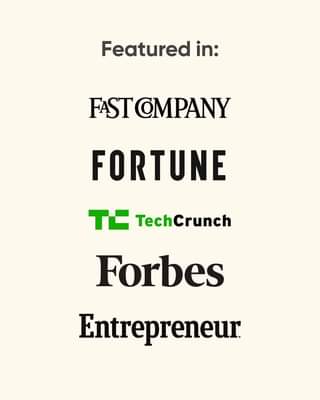 Featured in:
FAST COMPANY
FORTUNE
TC TechCrunch
Forbes
Entrepreneur